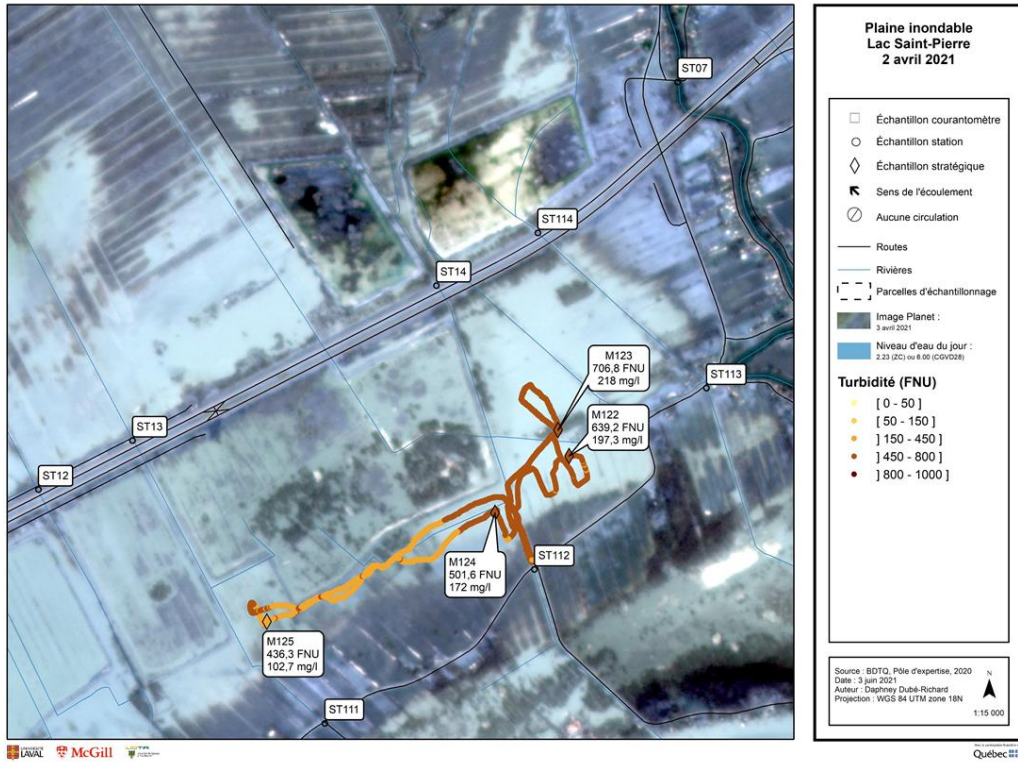 Plaine inondable
Lac Saint-Pierre
2 avril 2021
Échantillon courantomètre
Échantillon station
Échantillon stratégique
Sens de l'écoulement
Aucune circulation
Routes
Rivières
Parcelles d'échantillonnage
Image Planet :
3 avril 2021
Niveau d'eau du jour :
2.23 (ZC) ou 6.00 (CGVD28)
Turbidité (FNU)
[ 0 - 50 ]
[ 50 - 150 ]
]150 - 450 ]
] 450 - 800 ]
] 800 - 1000 ]
Source : BDTQ, Pôle d'expertise, 2020
Date : 3 juin 2021
Auteur : Daphney Dubé-Richard
Projection : WGS 84 UTM zone 18N
N
1:15 000
ST07
ST114
ST14
M123
706,8 FNU
218 mg/l
ST113
M122
639,2 FNU
197,3 mg/l
ST13
ST12
M124
501,6 FNU
172 mg/l
ST112
M125
436,3 FNU
102,7 mg/l
ST111
UNIVERSITÉ
LAVAL
McGill
Québec